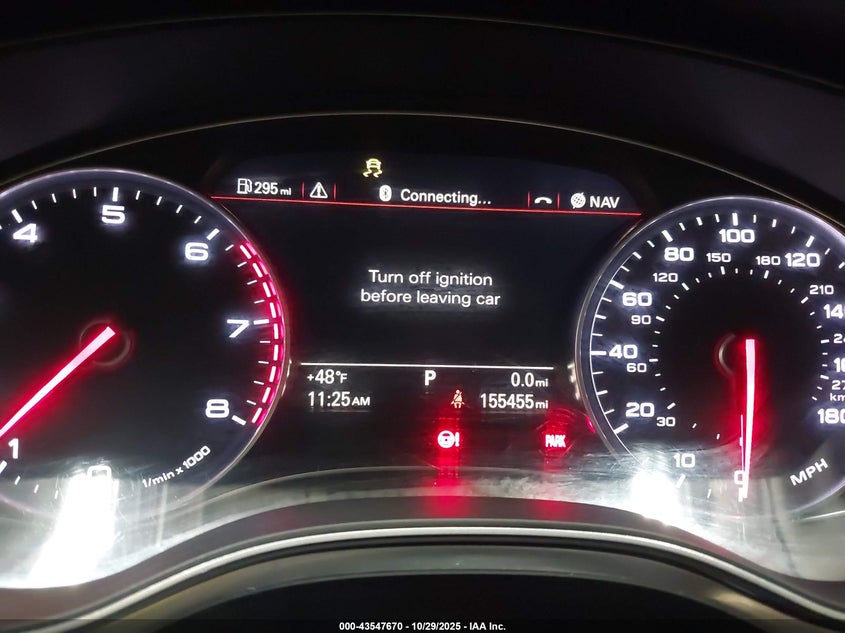 295 mi
Connecting...
NAV
Turn off ignition
before leaving car
+48°F
P
0.0 mi
11:25 AM
155455 mi
PARK
1
4
5
6
7
8
1/min x 1000
0
10
20
40
60
80
100
120
180
30
60
90
120
150
180
210
MPH
000-43547670 - 10/29/2025 - IAA Inc.